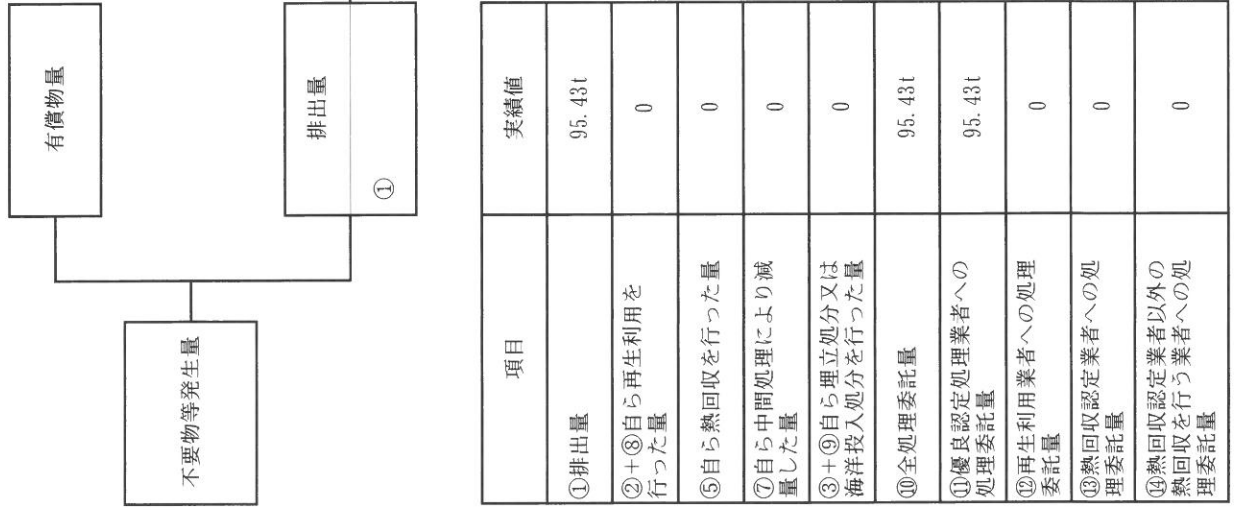 有償物量
不要物等発生量
排出量
①
項目
実績値
①排出量
95.43t
②+⑧自ら再生利用を
行った量
0
⑤自ら熱回収を行った量
0
⑦自ら中間処理により減
量した量
0
③+⑨自ら埋立処分又は
海洋投入処分を行った量
0
⑩全処理委託量
95.43t
⑪優良認定処理業者への
処理委託量
95.43t
⑫再生利用業者への処理
委託量
0
⑬熱回収認定業者への処
理委託量
0
⑭熱回収認定業者以外の
熱回収を行う業者への処
理委託量
0